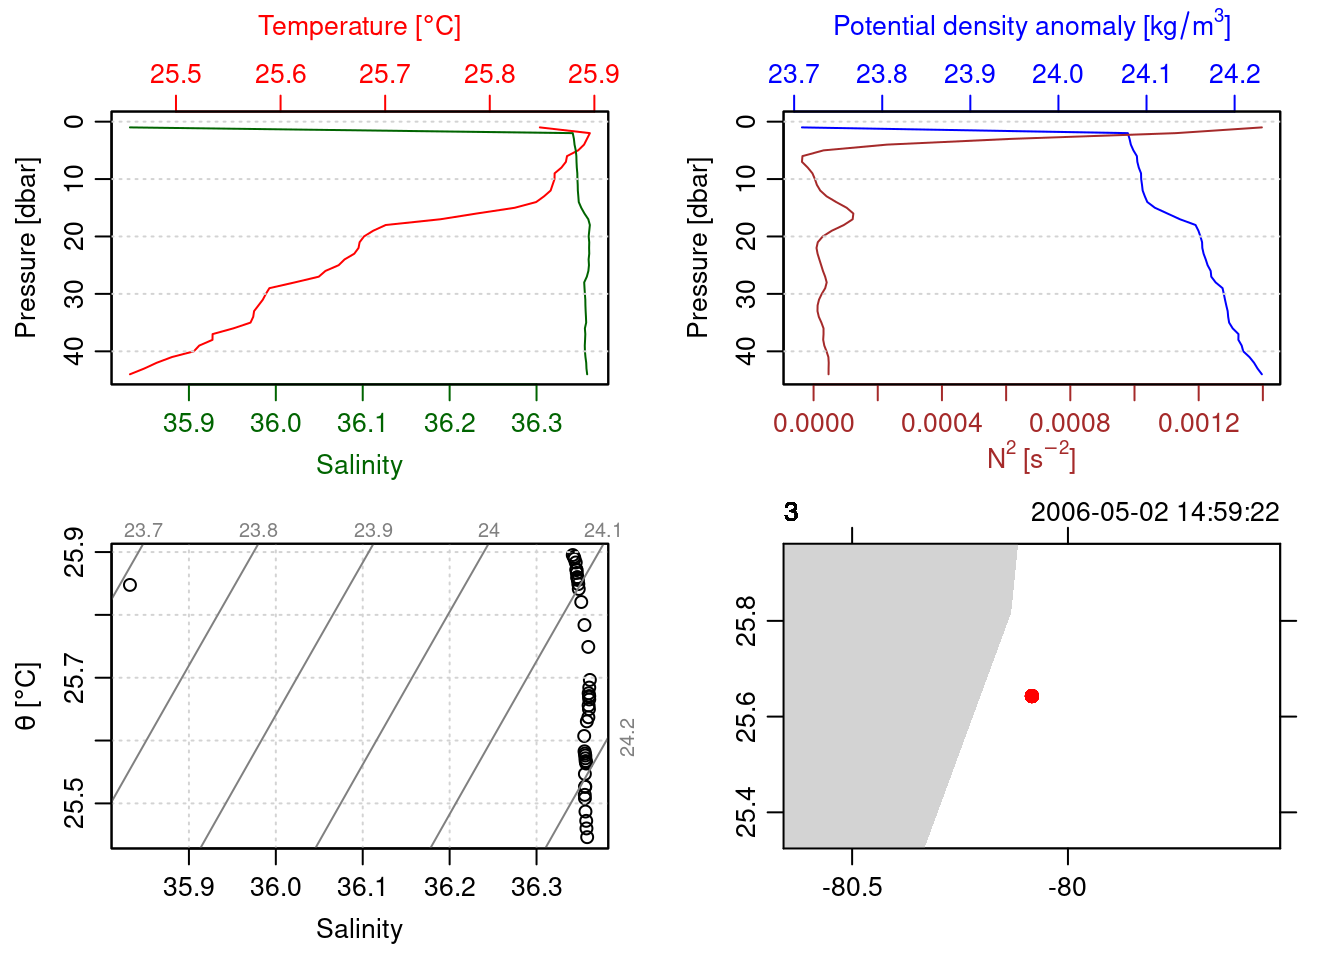 Temperature [°C]
25.5 25.6 25.7 25.8 25.9
Pressure [dbar]
0
10
20
30
40
35.9 36.0 36.1 36.2 36.3
Salinity
Potential density anomaly [kg/m³]
23.7 23.8 23.9 24.0 24.1 24.2
Pressure [dbar]
0
10
20
30
40
0.0000 0.0004 0.0008 0.0012
N² [s⁻²]
23.7 23.8 23.9 24 24.1
24.2
θ [°C]
25.9
25.7
25.5
35.9 36.0 36.1 36.2 36.3
Salinity
3 2006-05-02 14:59:22
25.8
25.6
25.4
-80.5 -80